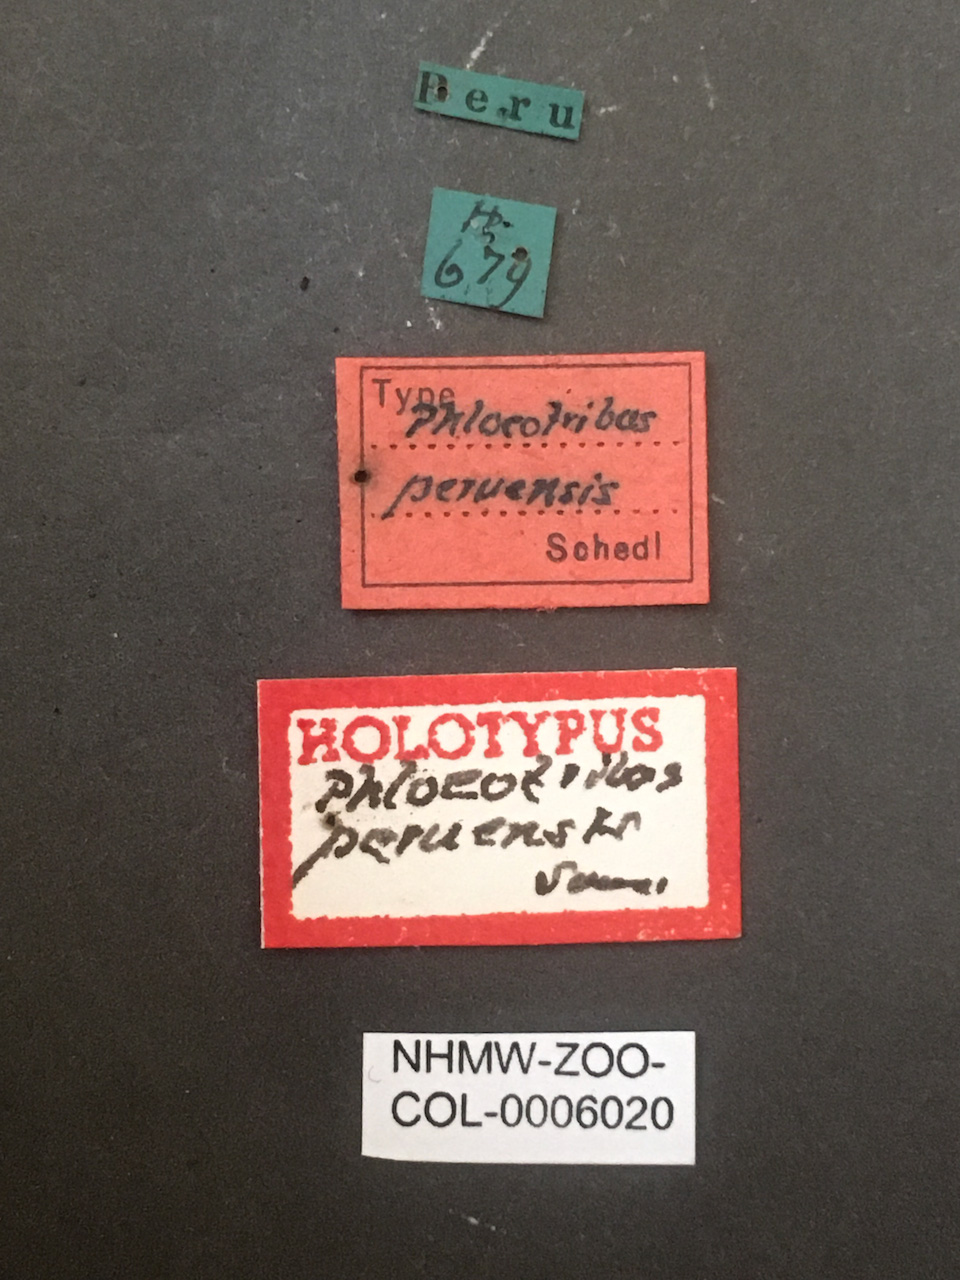 Peru
679
Type
Phloeotribus
peruensis
Schedl
HOLOTYPUS
Phloeotribus
peruensis
NHMW-ZOO-
COL-0006020